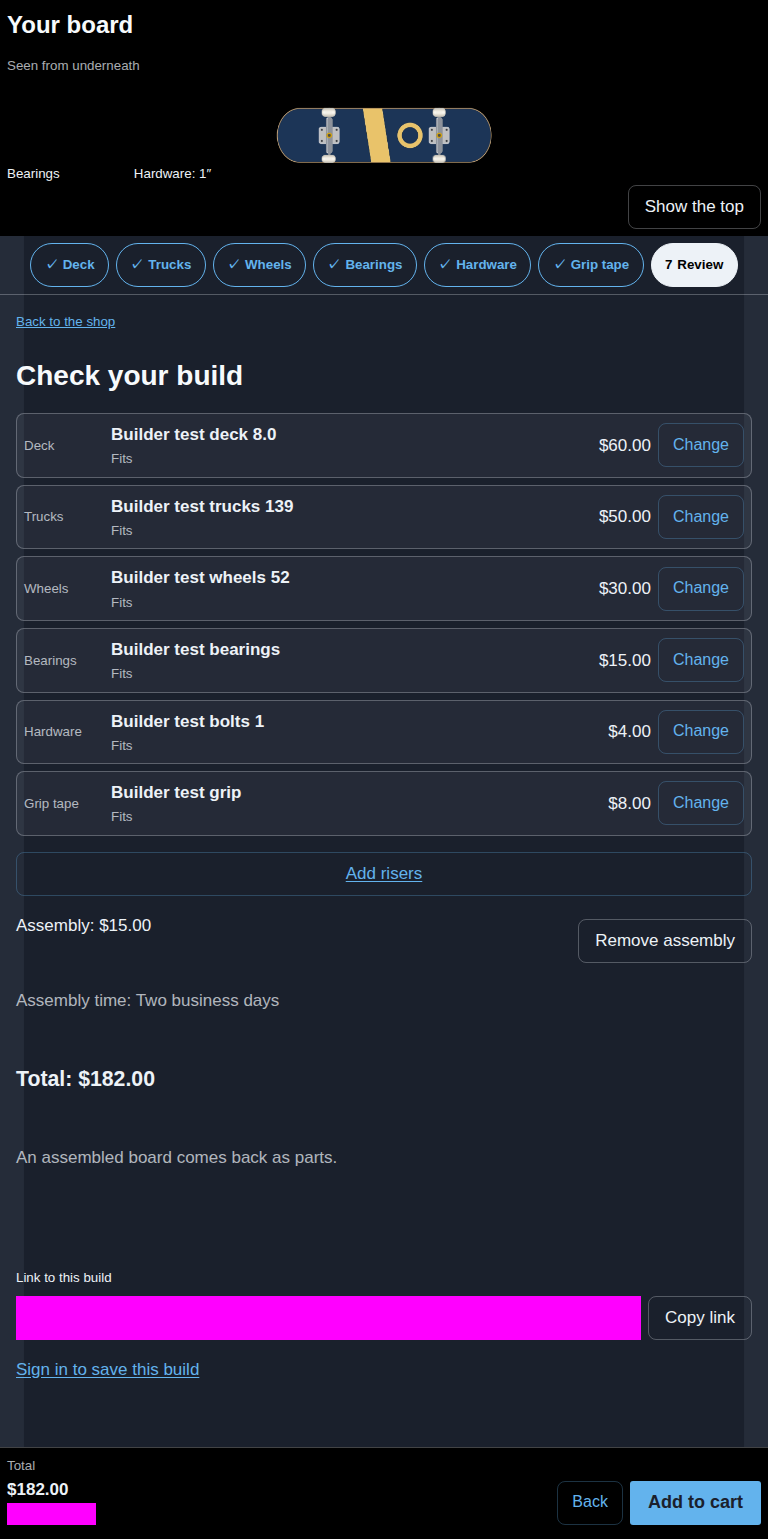 Your board
Seen from underneath
Bearings
Hardware: 1″
Show the top
✓ Deck
✓ Trucks
✓ Wheels
✓ Bearings
✓ Hardware
✓ Grip tape
7 Review
Back to the shop
Check your build
Deck
Builder test deck 8.0
Fits
$60.00
Change
Trucks
Builder test trucks 139
Fits
$50.00
Change
Wheels
Builder test wheels 52
Fits
$30.00
Change
Bearings
Builder test bearings
Fits
$15.00
Change
Hardware
Builder test bolts 1
Fits
$4.00
Change
Grip tape
Builder test grip
Fits
$8.00
Change
Add risers
Assembly: $15.00
Remove assembly
Assembly time: Two business days
Total: $182.00
An assembled board comes back as parts.
Link to this build
Copy link
Sign in to save this build
Total
$182.00
Back
Add to cart